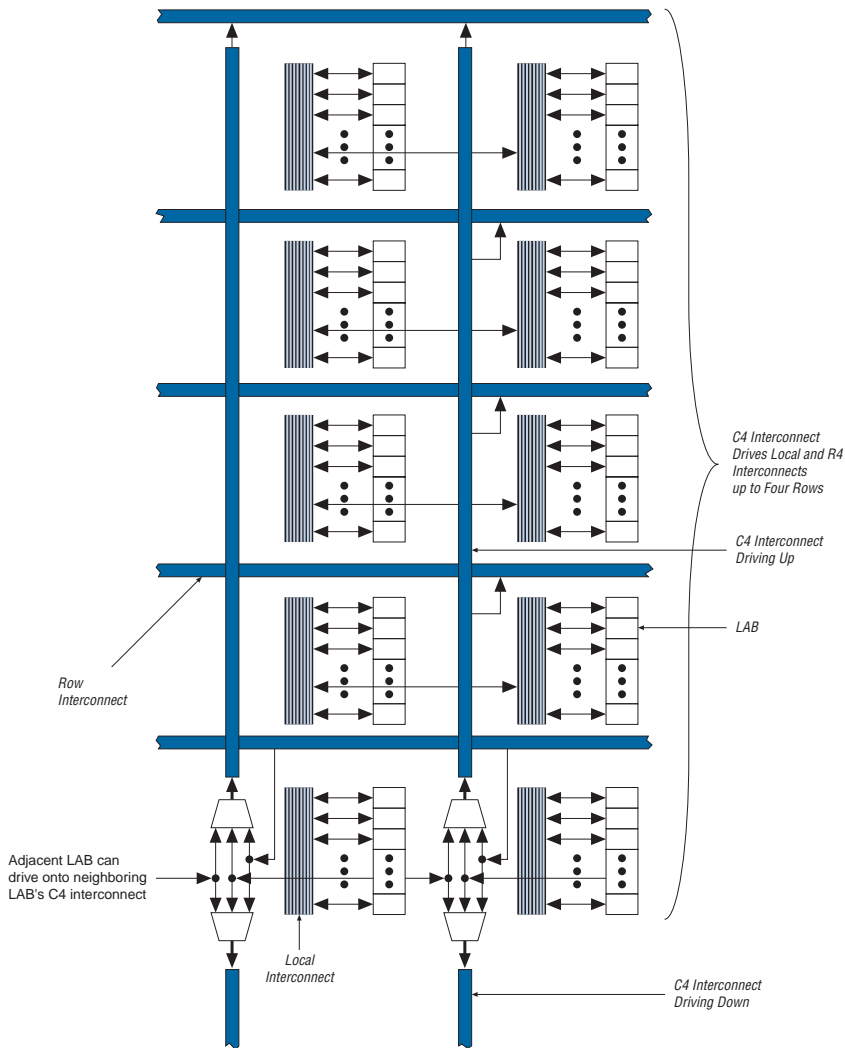 C4 Interconnect
Drives Local and R4
Interconnects
up to Four Rows
C4 Interconnect
Driving Up
LAB
Row
Interconnect
Adjacent LAB can
drive onto neighboring
LAB's C4 interconnect
Local
Interconnect
C4 Interconnect
Driving Down